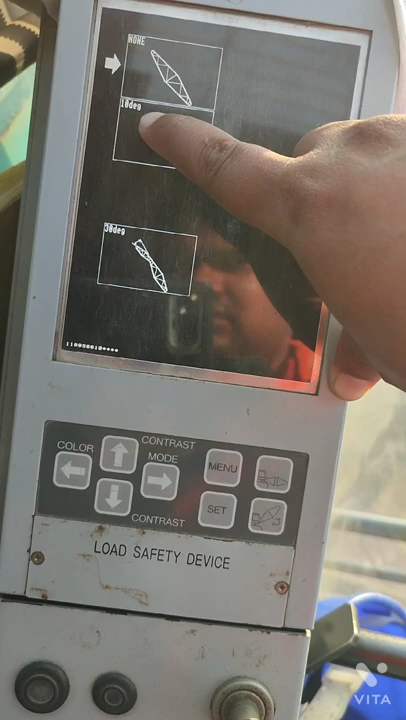 NONE
10deg
30deg
COLOR
CONTRAST
MODE
MENU
CONTRAST
SET
LOAD SAFETY DEVICE
VITA